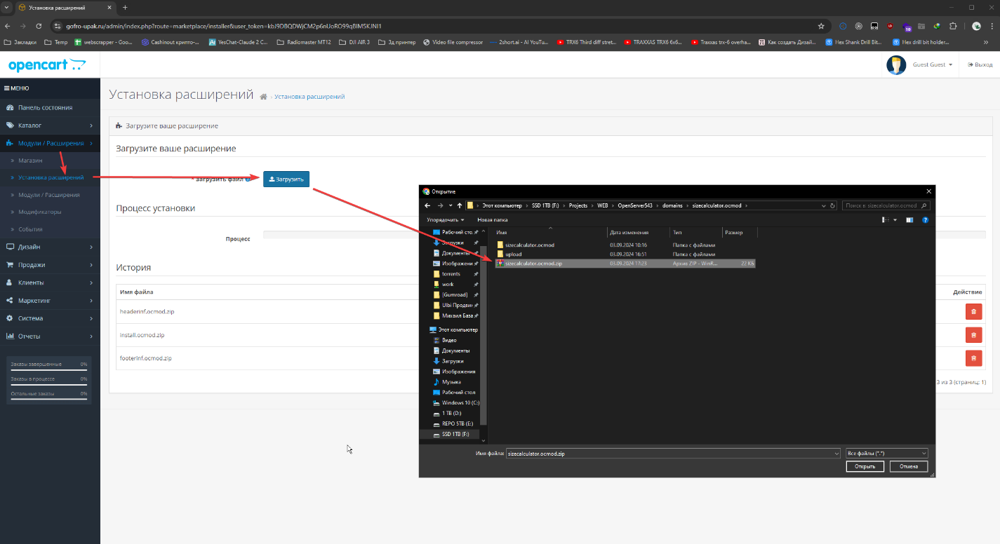 Установка расширений
gofro-upak.ru/admin/index.php?route=marketplace/installer&user_token=kbJ9DBQDWjCM2p6nUoRO99qBlM5KJNI1
Закладки
Temp
webscrapper - Goo...
Cashinout крипто-...
YesChat-Claude 2 C...
Radiomaster MT12
DJI AIR 3
3д принтер
Video file compressor
2short.ai - AI YouTu...
TRX6 Third diff stret...
TRAXXAS TRX6 6x6...
Traxxas trx-6 overha...
Как создать Дизай...
Hex Shank Drill Bit...
Hex drill bit holder...
opencart
Guest Guest
Выход
МЕНЮ
Панель состояния
Каталог
Модули / Расширения
Магазин
Установка расширений
Модули / Расширения
Модификаторы
События
Дизайн
Продажи
Клиенты
Маркетинг
Система
Отчеты
Заказы завершенные 0%
Заказы в процессе 0%
Остальные заказы 0%
Установка расширений
Установка расширений
Загрузите ваше расширение
Загрузите ваше расширение
* Загрузить файл
Загрузить
Процесс установки
Процесс
История
Имя файла
Действие
headerinf.ocmod.zip
install.ocmod.zip
footerinf.ocmod.zip
3 из 3 (страниц: 1)
Открытие
Этот компьютер > SSD 1TB (F:) > Projects > WEB > OpenServer543 > domains > sizecalculator.ocmod >
Поиск в: sizecalculator.ocmod
Упорядочить
Новая папка
Рабочий сто.
Загрузки
Документы
Изображени
torrents
work
[Gumroad]
Ulbi Продвин
Михаил База
Этот компьютер
Видео
Документы
Загрузки
Изображения
Музыка
Рабочий стол
Windows 10 (C:)
1 TB (D:)
REPO 5TB (E:)
SSD 1TB (F:)
Имя Дата изменения Тип Размер
sizecalculator.ocmod 03.09.2024 10:16 Папка с файлами
upload 03.09.2024 16:51 Папка с файлами
sizecalculator.ocmod.zip 03.09.2024 17:23 Архив ZIP - WinR... 22 КБ
Имя файла: sizecalculator.ocmod.zip
Все файлы (*.*)
Открыть
Отмена